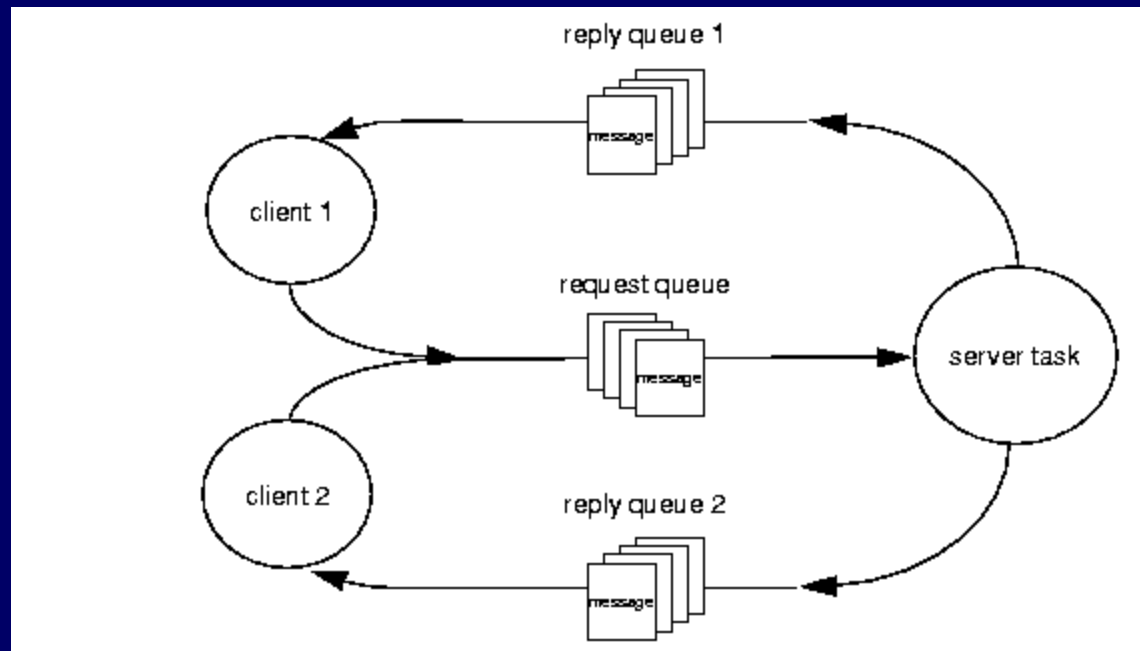 reply queue 1
message
client 1
request queue
message
server task
client 2
reply queue 2
message